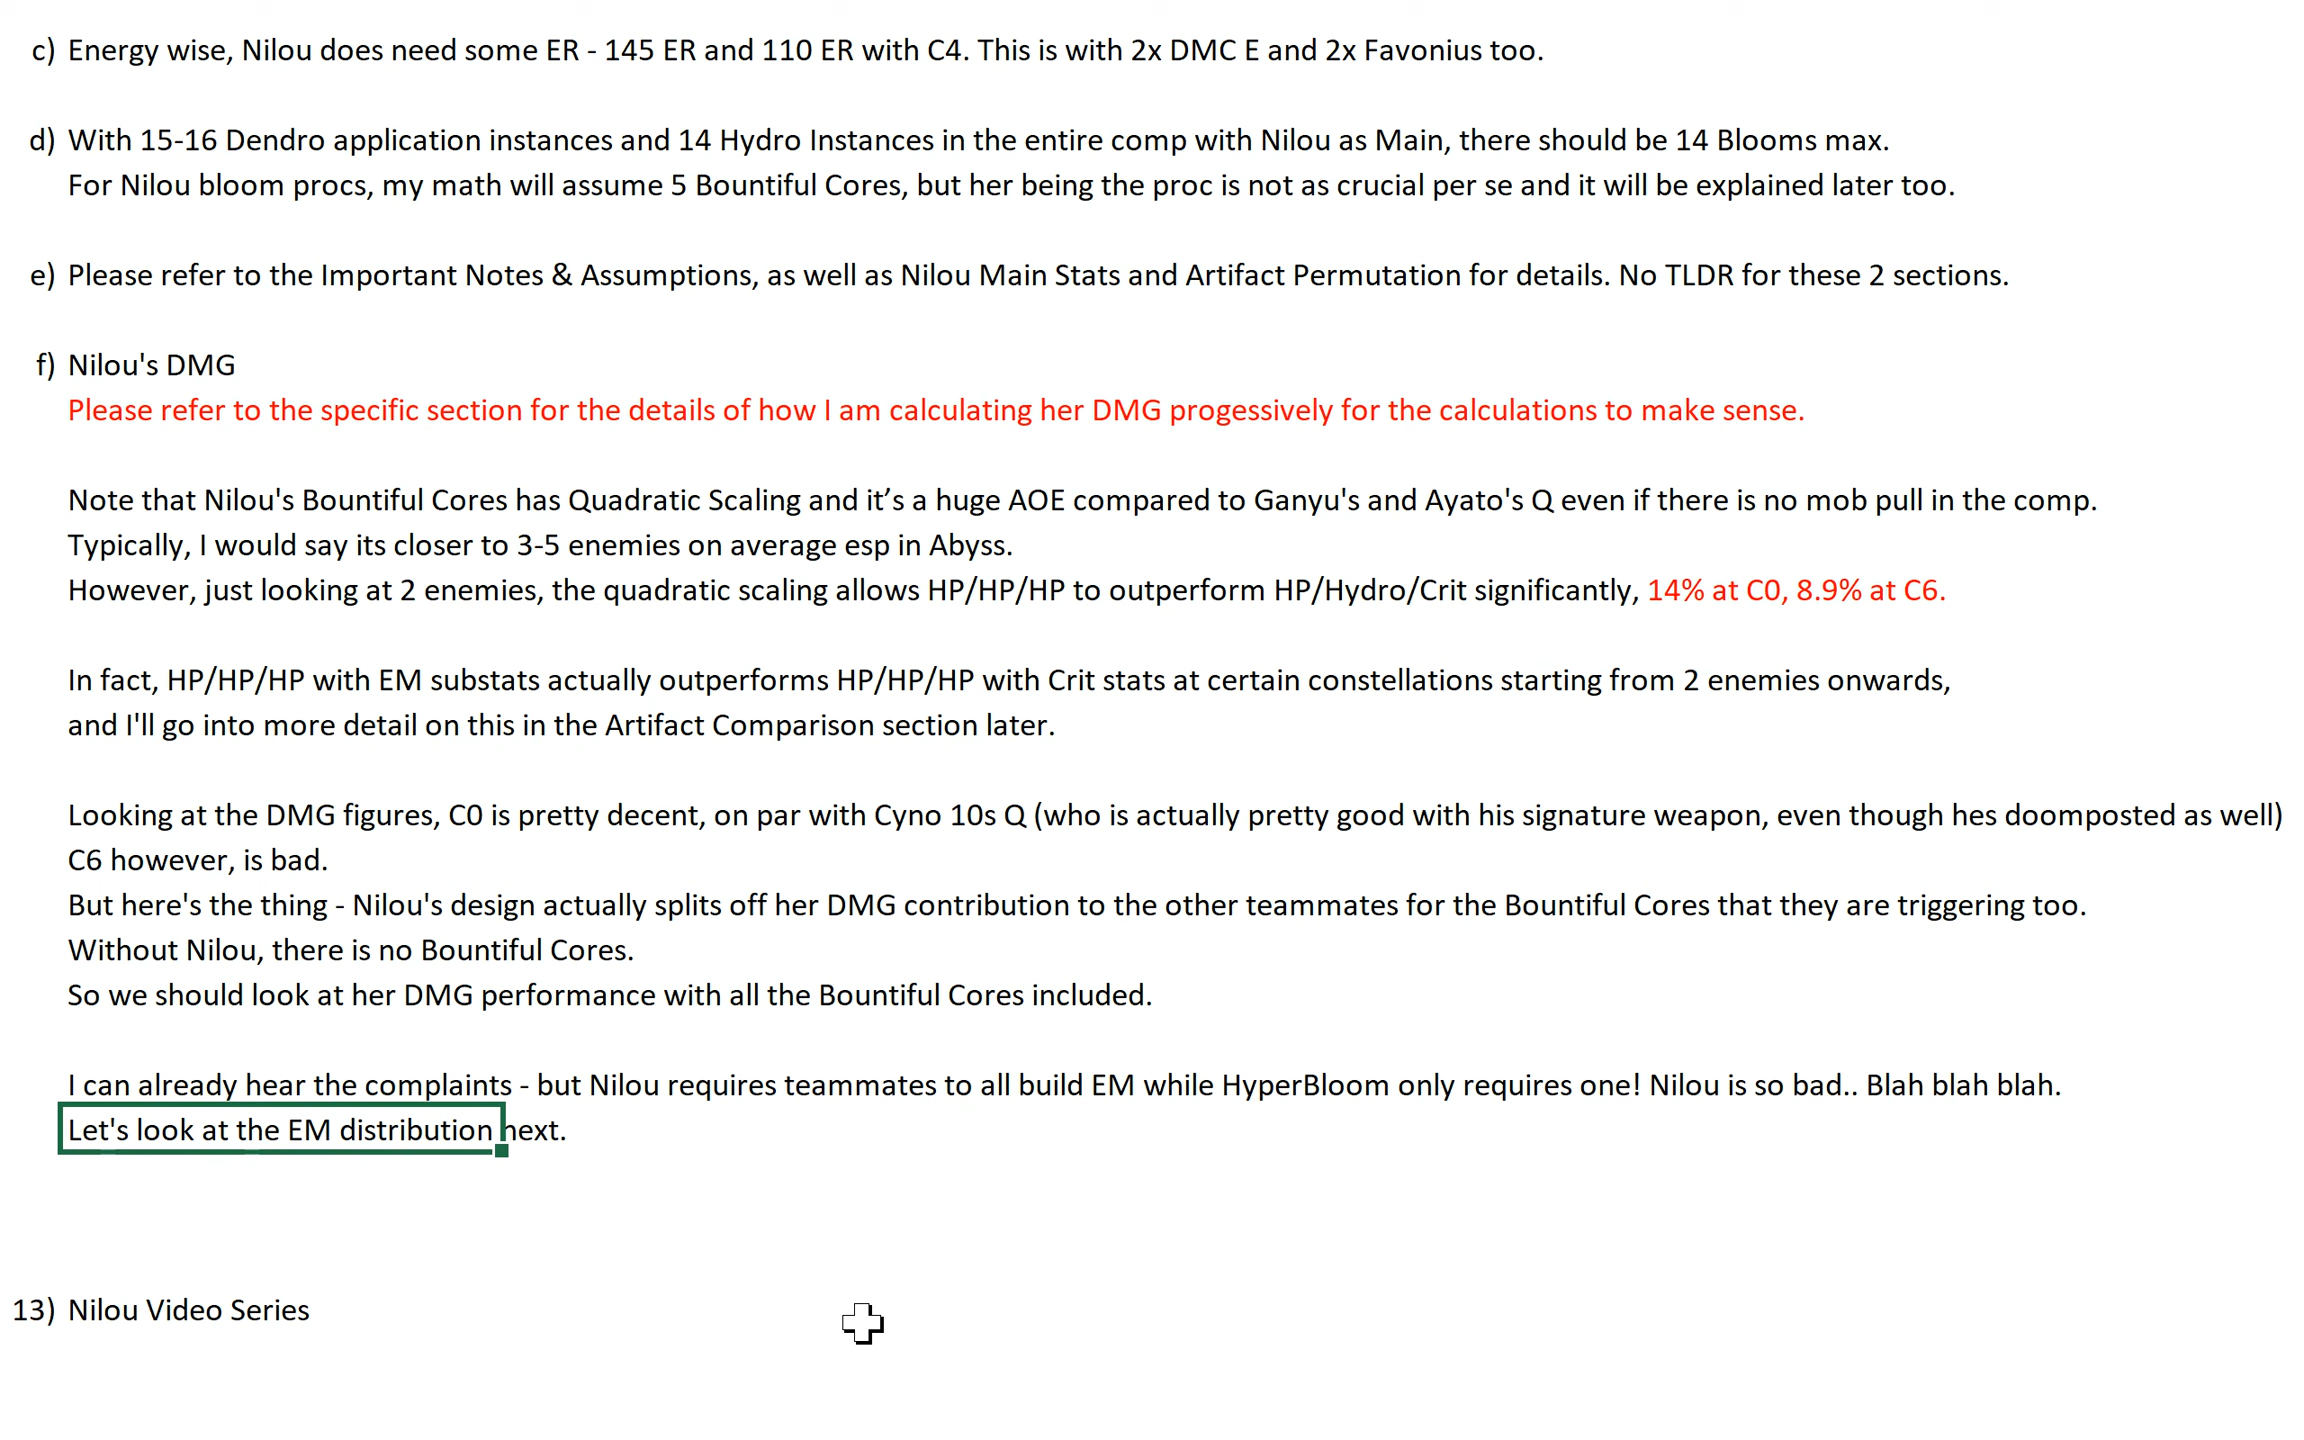 c) Energy wise, Nilou does need some ER - 145 ER and 110 ER with C4. This is with 2x DMC E and 2x Favonius too.
d) With 15-16 Dendro application instances and 14 Hydro Instances in the entire comp with Nilou as Main, there should be 14 Blooms max.
For Nilou bloom procs, my math will assume 5 Bountiful Cores, but her being the proc is not as crucial per se and it will be explained later too.
e) Please refer to the Important Notes & Assumptions, as well as Nilou Main Stats and Artifact Permutation for details. No TLDR for these 2 sections.
f) Nilou's DMG
Please refer to the specific section for the details of how I am calculating her DMG progessively for the calculations to make sense.
Note that Nilou's Bountiful Cores has Quadratic Scaling and it’s a huge AOE compared to Ganyu's and Ayato's Q even if there is no mob pull in the comp.
Typically, I would say its closer to 3-5 enemies on average esp in Abyss.
However, just looking at 2 enemies, the quadratic scaling allows HP/HP/HP to outperform HP/Hydro/Crit significantly, 14% at C0, 8.9% at C6.
In fact, HP/HP/HP with EM substats actually outperforms HP/HP/HP with Crit stats at certain constellations starting from 2 enemies onwards,
and I'll go into more detail on this in the Artifact Comparison section later.
Looking at the DMG figures, C0 is pretty decent, on par with Cyno 10s Q (who is actually pretty good with his signature weapon, even though hes doomposted as well)
C6 however, is bad.
But here's the thing - Nilou's design actually splits off her DMG contribution to the other teammates for the Bountiful Cores that they are triggering too.
Without Nilou, there is no Bountiful Cores.
So we should look at her DMG performance with all the Bountiful Cores included.
I can already hear the complaints - but Nilou requires teammates to all build EM while HyperBloom only requires one! Nilou is so bad.. Blah blah blah.
Let's look at the EM distribution next.
13) Nilou Video Series